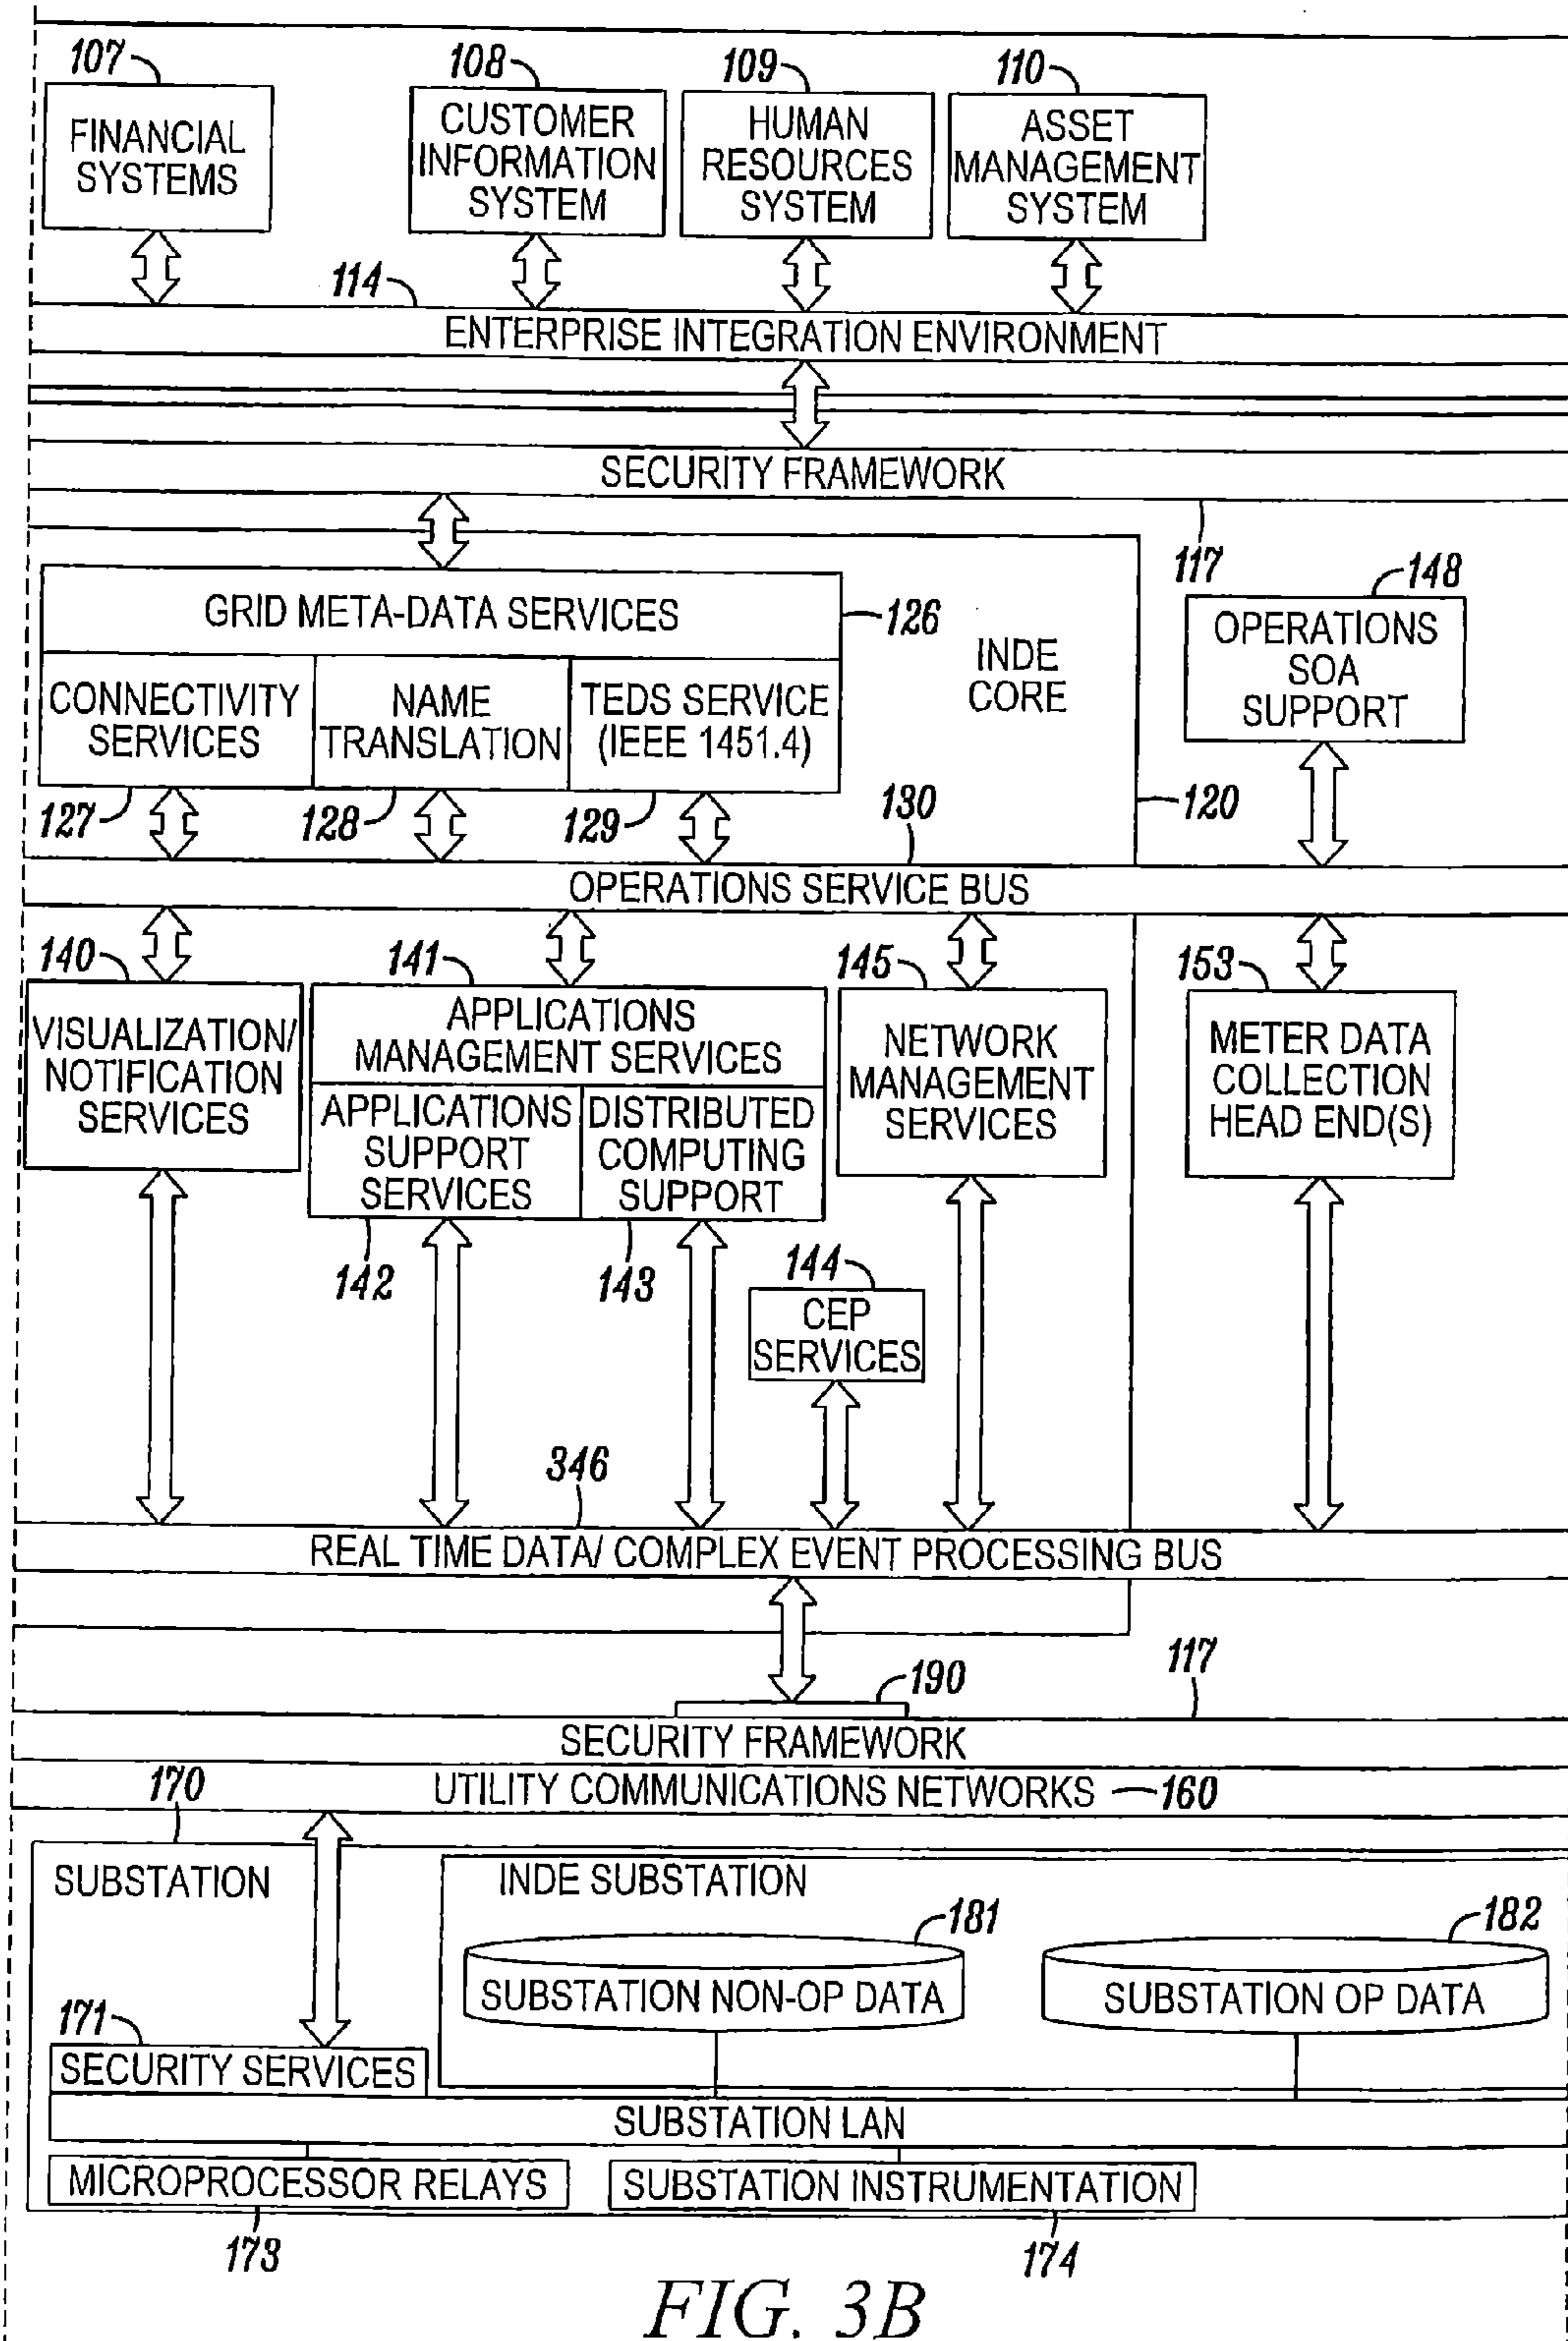 107
108
109
110
FINANCIAL
SYSTEMS
CUSTOMER
INFORMATION
SYSTEM
HUMAN
RESOURCES
SYSTEM
ASSET
MANAGEMENT
SYSTEM
114
ENTERPRISE INTEGRATION ENVIRONMENT
SECURITY FRAMEWORK
117
148
GRID META-DATA SERVICES
126
INDE
CORE
OPERATIONS
SOA
SUPPORT
CONNECTIVITY
SERVICES
NAME
TRANSLATION
TEDS SERVICE
(IEEE 1451.4)
127
128
129
130
120
OPERATIONS SERVICE BUS
140
141
145
153
VISUALIZATION/
NOTIFICATION
SERVICES
APPLICATIONS
MANAGEMENT SERVICES
APPLICATIONS
SUPPORT
SERVICES
DISTRIBUTED
COMPUTING
SUPPORT
NETWORK
MANAGEMENT
SERVICES
METER DATA
COLLECTION
HEAD END(S)
142
143
144
CEP
SERVICES
346
REAL TIME DATA/ COMPLEX EVENT PROCESSING BUS
190
117
SECURITY FRAMEWORK
170
UTILITY COMMUNICATIONS NETWORKS
160
SUBSTATION
INDE SUBSTATION
181
182
SUBSTATION NON-OP DATA
SUBSTATION OP DATA
171
SECURITY SERVICES
SUBSTATION LAN
MICROPROCESSOR RELAYS
SUBSTATION INSTRUMENTATION
173
174
FIG. 3B